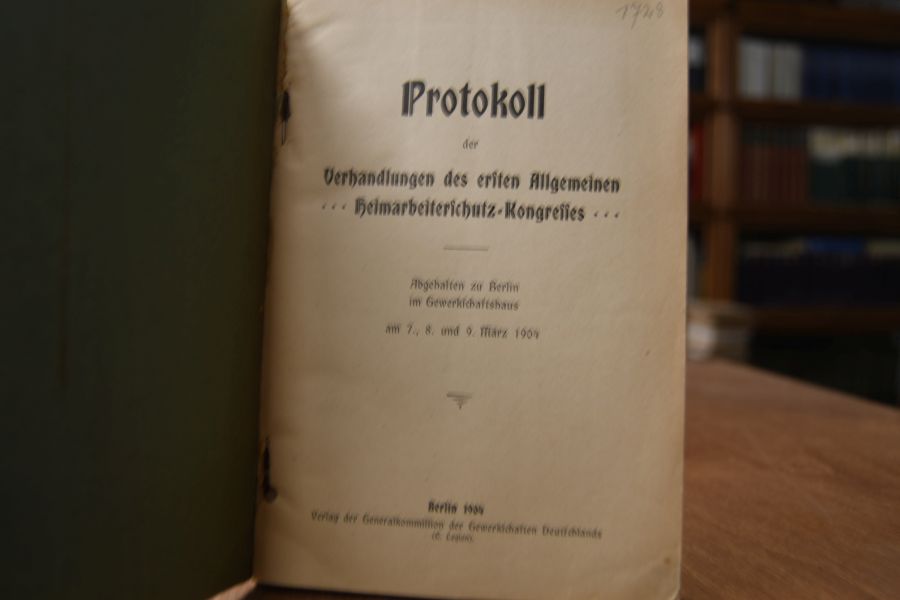 1728
Protokoll
der
Verhandlungen des ersten Allgemeinen
Heimarbeiterschutz-Kongresses
Abgehalten zu Berlin
im Gewerkschaftshaus
am 7., 8. und 9. März 1904
Berlin 1904
Verlag der Generalkommission der Gewerkschaften Deutschlands
(C. Legien).